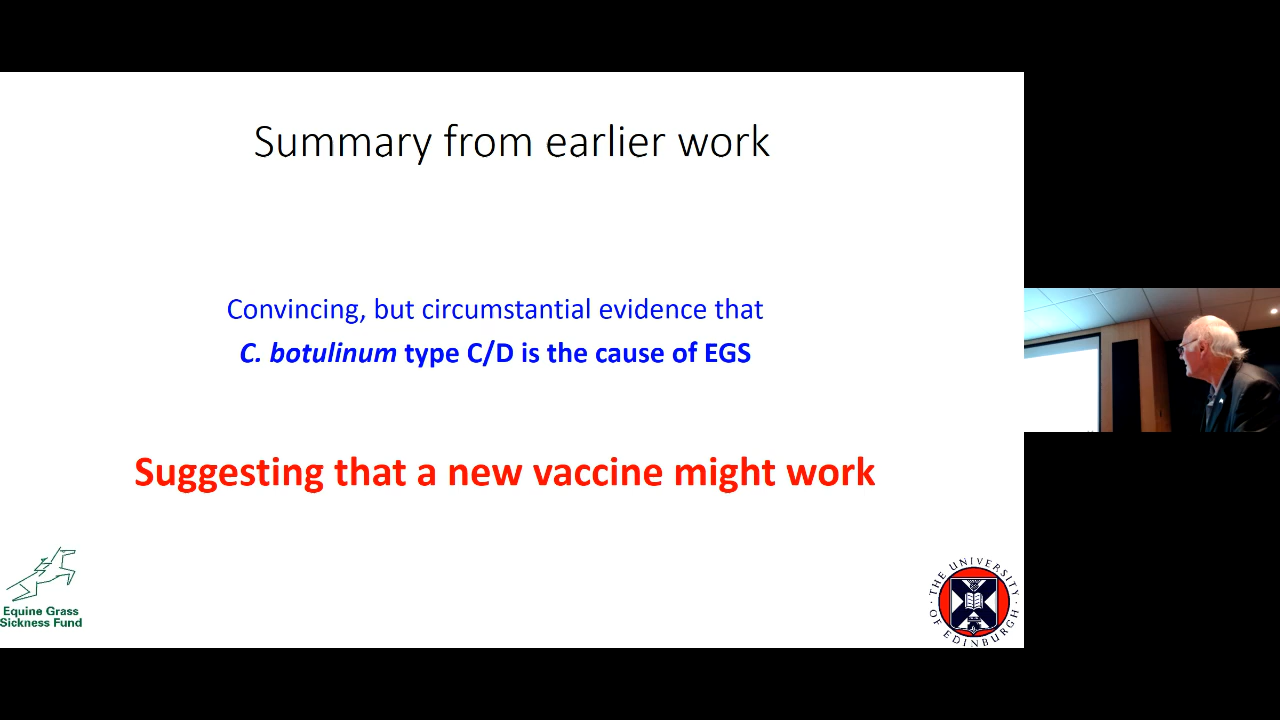 Summary from earlier work
Convincing, but circumstantial evidence that
C. botulinum type C/D is the cause of EGS
Suggesting that a new vaccine might work
Equine Grass
Sickness Fund
THE UNIVERSITY
OF EDINBURGH